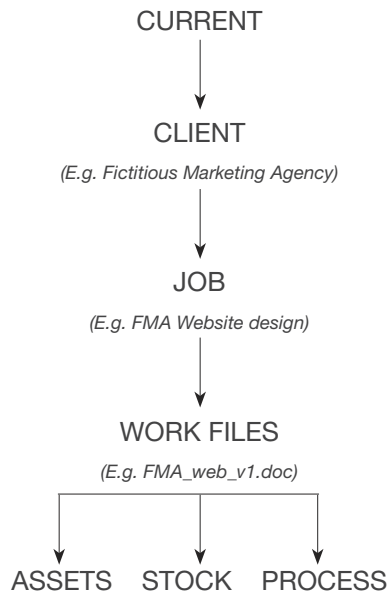 CURRENT
CLIENT
(E.g. Fictitious Marketing Agency)
JOB
(E.g. FMA Website design)
WORK FILES
(E.g. FMA_web_v1.doc)
ASSETS STOCK PROCESS